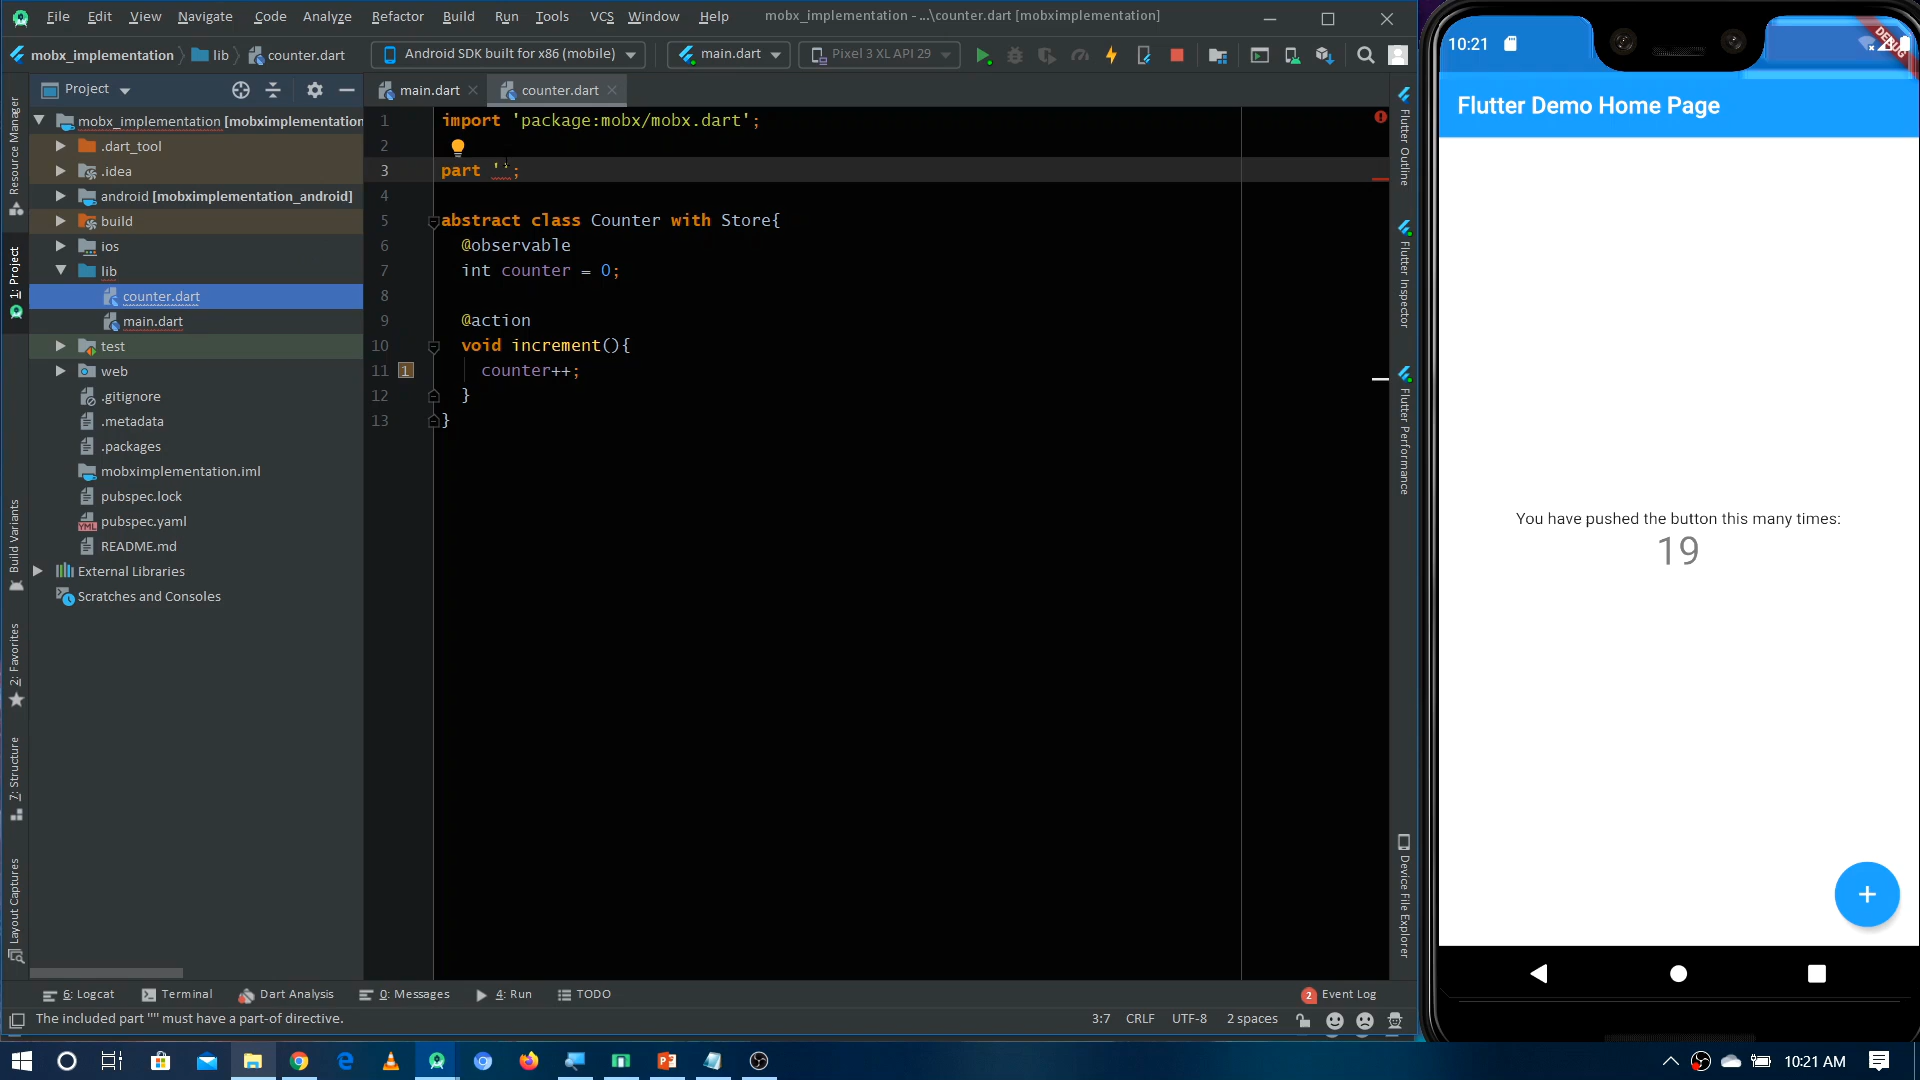 File Edit View Navigate Code Analyze Refactor Build Run Tools VCS Window Help mobx_implementation - ...\counter.dart [mobximplementation]
mobx_implementation lib counter.dart Android SDK built for x86 (mobile) main.dart Pixel 3 XL API 29
Project
main.dart counter.dart
mobx_implementation [mobximplementation
.dart_tool
.idea
android [mobximplementation_android]
build
ios
lib
counter.dart
main.dart
test
web
.gitignore
.metadata
.packages
mobximplementation.iml
pubspec.lock
pubspec.yaml
README.md
External Libraries
Scratches and Consoles
Resource Manager
1: Project
Build Variants
2: Favorites
7: Structure
Layout Captures
1 import 'package:mobx/mobx.dart';
2
3 part '';
4
5 abstract class Counter with Store{
6 @observable
7 int counter = 0;
8
9 @action
10 void increment(){
11 1 counter++;
12 }
13 }
Flutter Outline
Flutter Inspector
Flutter Performance
Device File Explorer
6: Logcat Terminal Dart Analysis 0: Messages 4: Run TODO 2 Event Log
The included part '''' must have a part-of directive. 3:7 CRLF UTF-8 2 spaces
10:21
DEBUG
Flutter Demo Home Page
You have pushed the button this many times:
19
+
10:21 AM